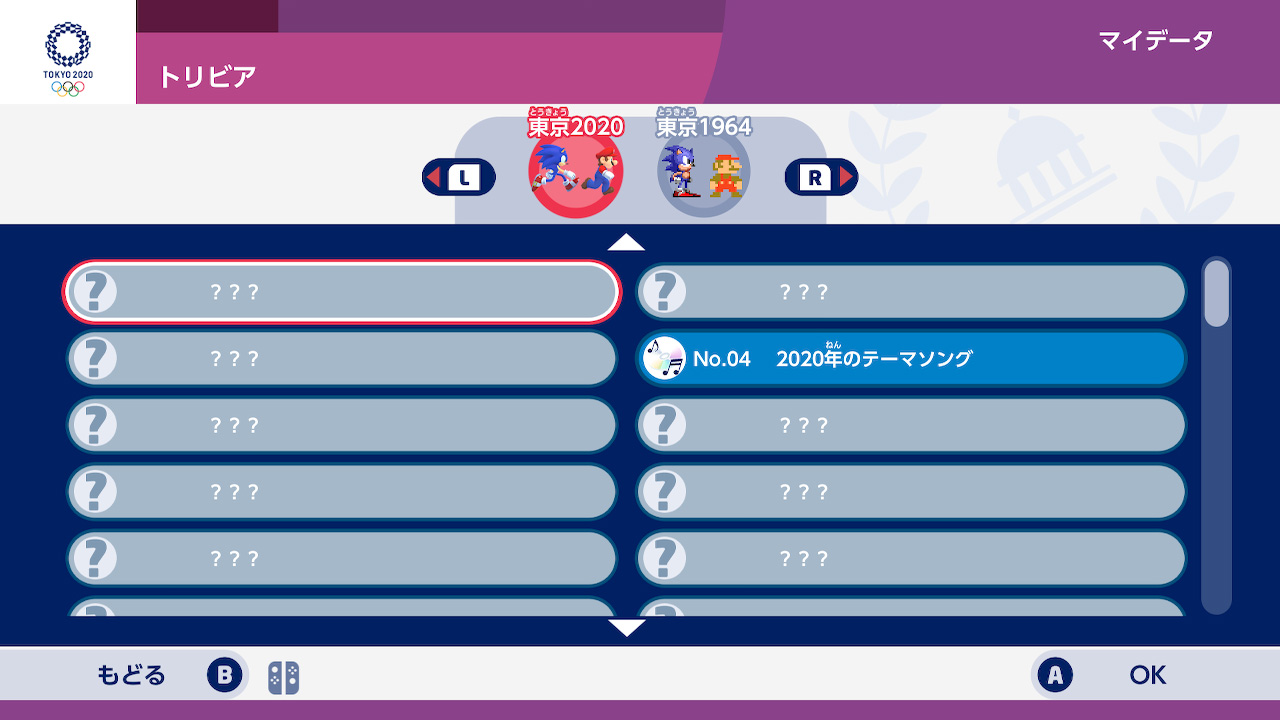 TOKYO 2020
トリビア
マイデータ
とうきょう
東京2020
とうきょう
東京1964
L
R
? ? ?
? ? ?
? ? ?
No.04 2020年のテーマソング
ねん
? ? ?
? ? ?
? ? ?
? ? ?
? ? ?
? ? ?
もどる B
A OK